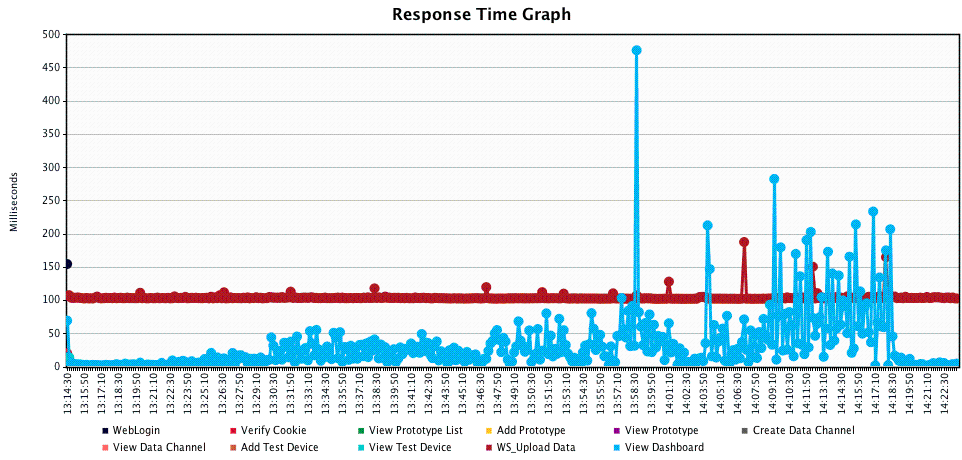 Response Time Graph
500
450
400
350
300
250
200
150
100
50
0
Milliseconds
13:14:30 13:15:50 13:17:10 13:18:30 13:19:50 13:21:10 13:22:30 13:23:50 13:25:10 13:26:30 13:27:50 13:29:10 13:30:30 13:31:50 13:33:10 13:34:30 13:35:50 13:37:10 13:38:30 13:39:50 13:41:10 13:42:30 13:43:50 13:45:10 13:46:30 13:47:50 13:49:10 13:50:30 13:51:50 13:53:10 13:54:30 13:55:50 13:57:10 13:58:30 13:59:50 14:01:10 14:02:30 14:03:50 14:05:10 14:06:30 14:07:50 14:09:10 14:10:30 14:11:50 14:13:10 14:14:30 14:15:50 14:17:10 14:18:30 14:19:50 14:21:10 14:22:30
WebLogin Verify Cookie View Prototype List Add Prototype View Prototype Create Data Channel
View Data Channel Add Test Device View Test Device WS_Upload Data View Dashboard